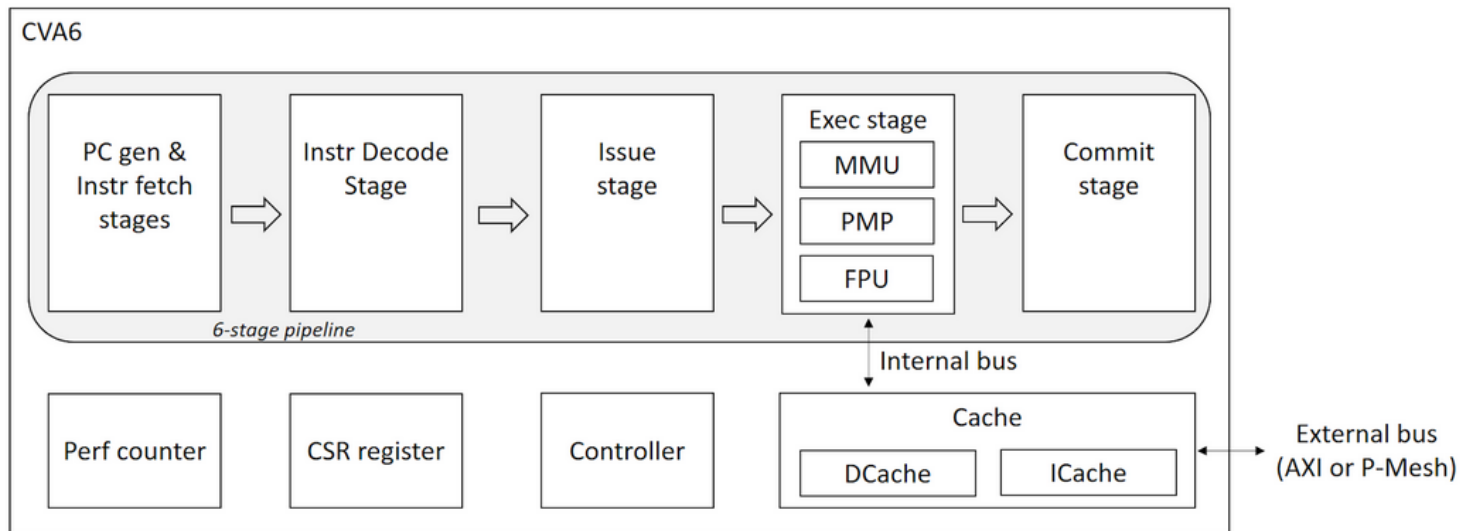 CVA6
PC gen &
Instr fetch
stages
Instr Decode
Stage
Issue
stage
Exec stage
MMU
PMP
FPU
Commit
stage
6-stage pipeline
Internal bus
Perf counter
CSR register
Controller
Cache
DCache
ICache
External bus
(AXI or P-Mesh)